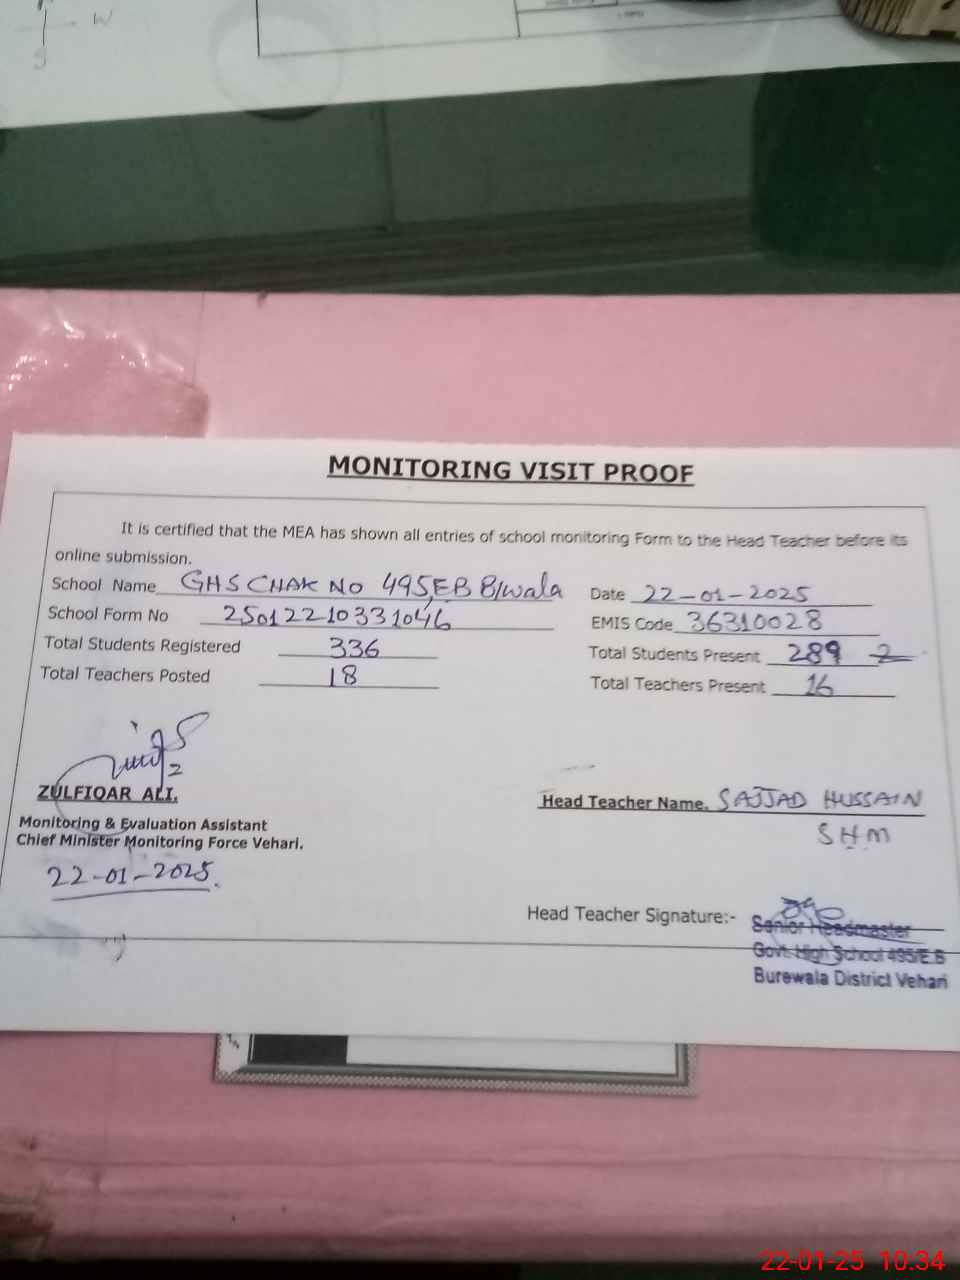 W
S
MONITORING VISIT PROOF
It is certified that the MEA has shown all entries of school monitoring Form to the Head Teacher before its
online submission.
School Name GHS CHAK NO 495,EB B/wala Date 22-01-2025
School Form No 2501221033 1046 EMIS Code 36310028
Total Students Registered 336 Total Students Present 289
Total Teachers Posted 18 Total Teachers Present 16
ZULFIQAR ALI.
Head Teacher Name. SAJJAD HUSSAIN
SHM
Monitoring & Evaluation Assistant
Chief Minister Monitoring Force Vehari.
22-01-2025.
Head Teacher Signature:-
Senior Headmaster
Govt. High School 495/E.B
Burewala District Vehari
22-01-25 10:34